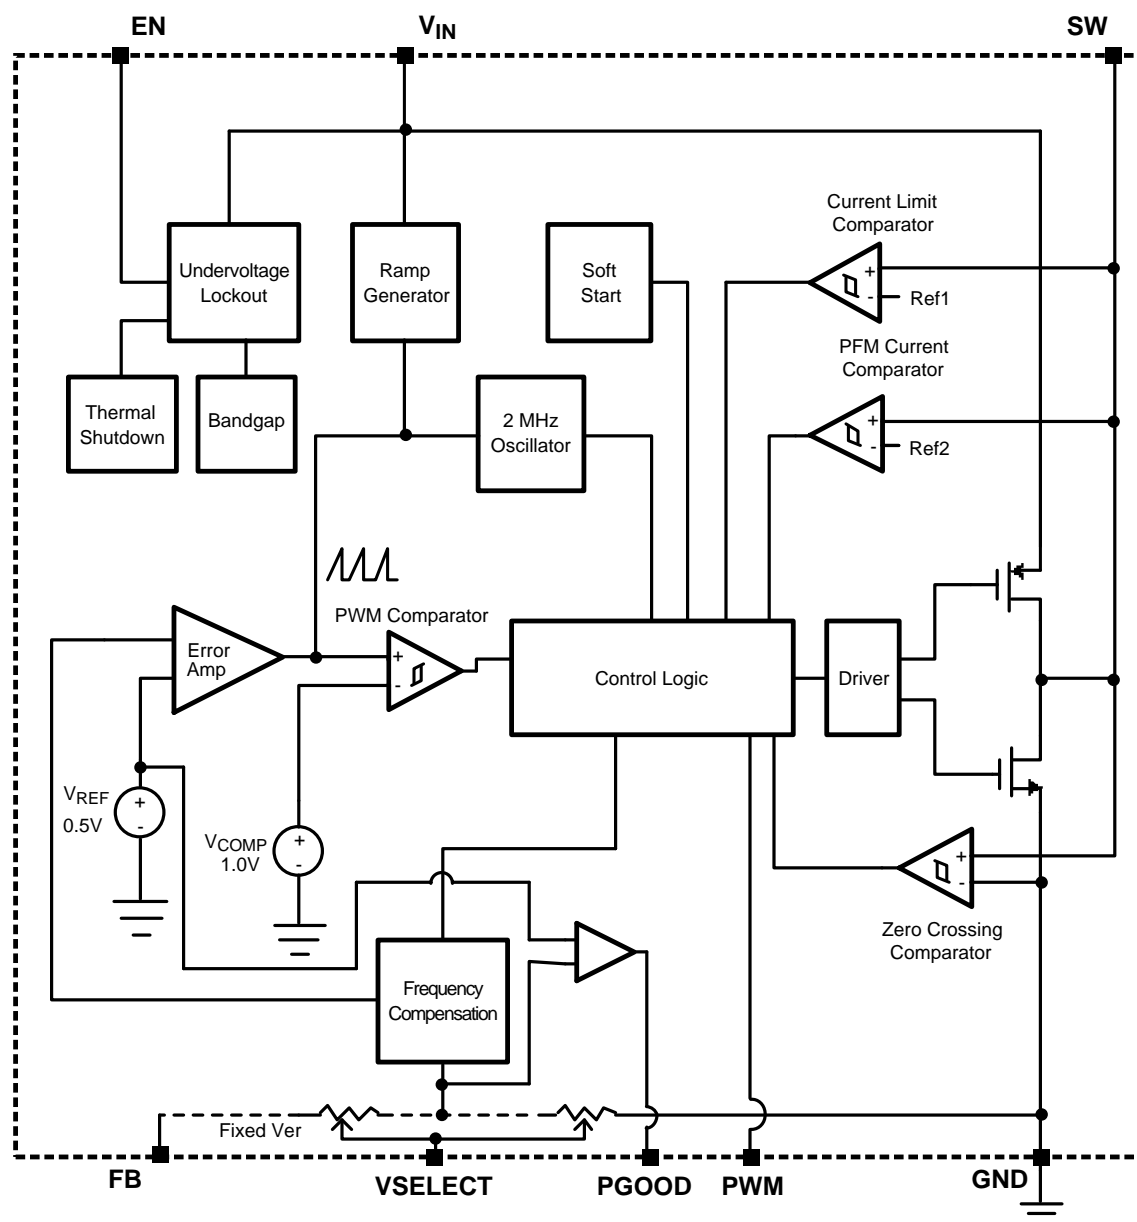 EN
VIN
SW
Current Limit
Comparator
+
-
Ref1
Undervoltage
Lockout
Ramp
Generator
Soft
Start
PFM Current
Comparator
+
-
Ref2
Thermal
Shutdown
Bandgap
2 MHz
Oscillator
PWM Comparator
+
-
Error
Amp
Control Logic
Driver
VREF
0.5V
+
-
VCOMP
1.0V
+
-
+
-
Zero Crossing
Comparator
Frequency
Compensation
Fixed Ver
FB
VSELECT
PGOOD
PWM
GND